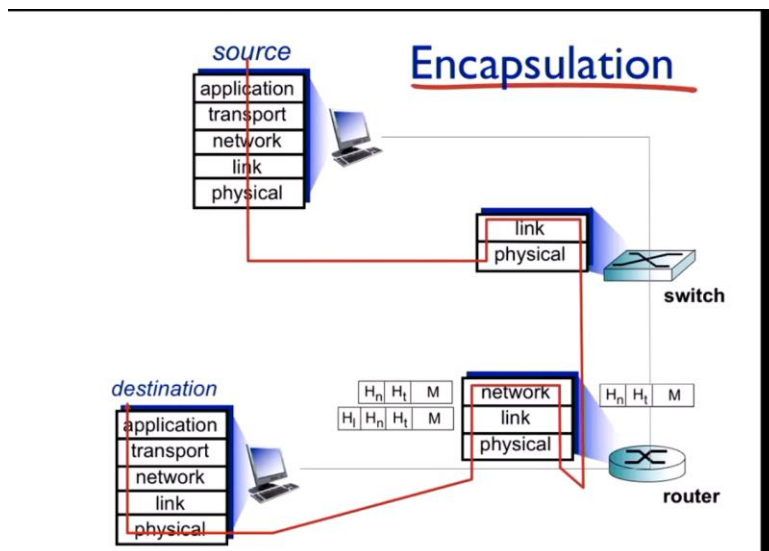 source
Encapsulation
application
transport
network
link
physical
link
physical
switch
destination
application
transport
network
link
physical
Hn Ht M
Hl Hn Ht M
network
link
physical
Hn Ht M
router